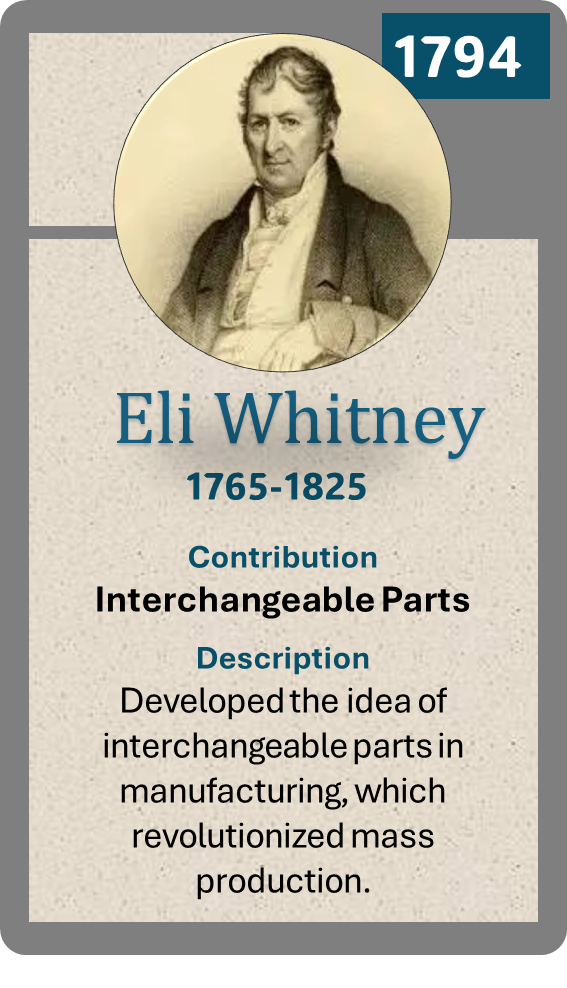 1794
Eli Whitney
1765-1825
Contribution
Interchangeable Parts
Description
Developed the idea of
interchangeable parts in
manufacturing, which
revolutionized mass
production.